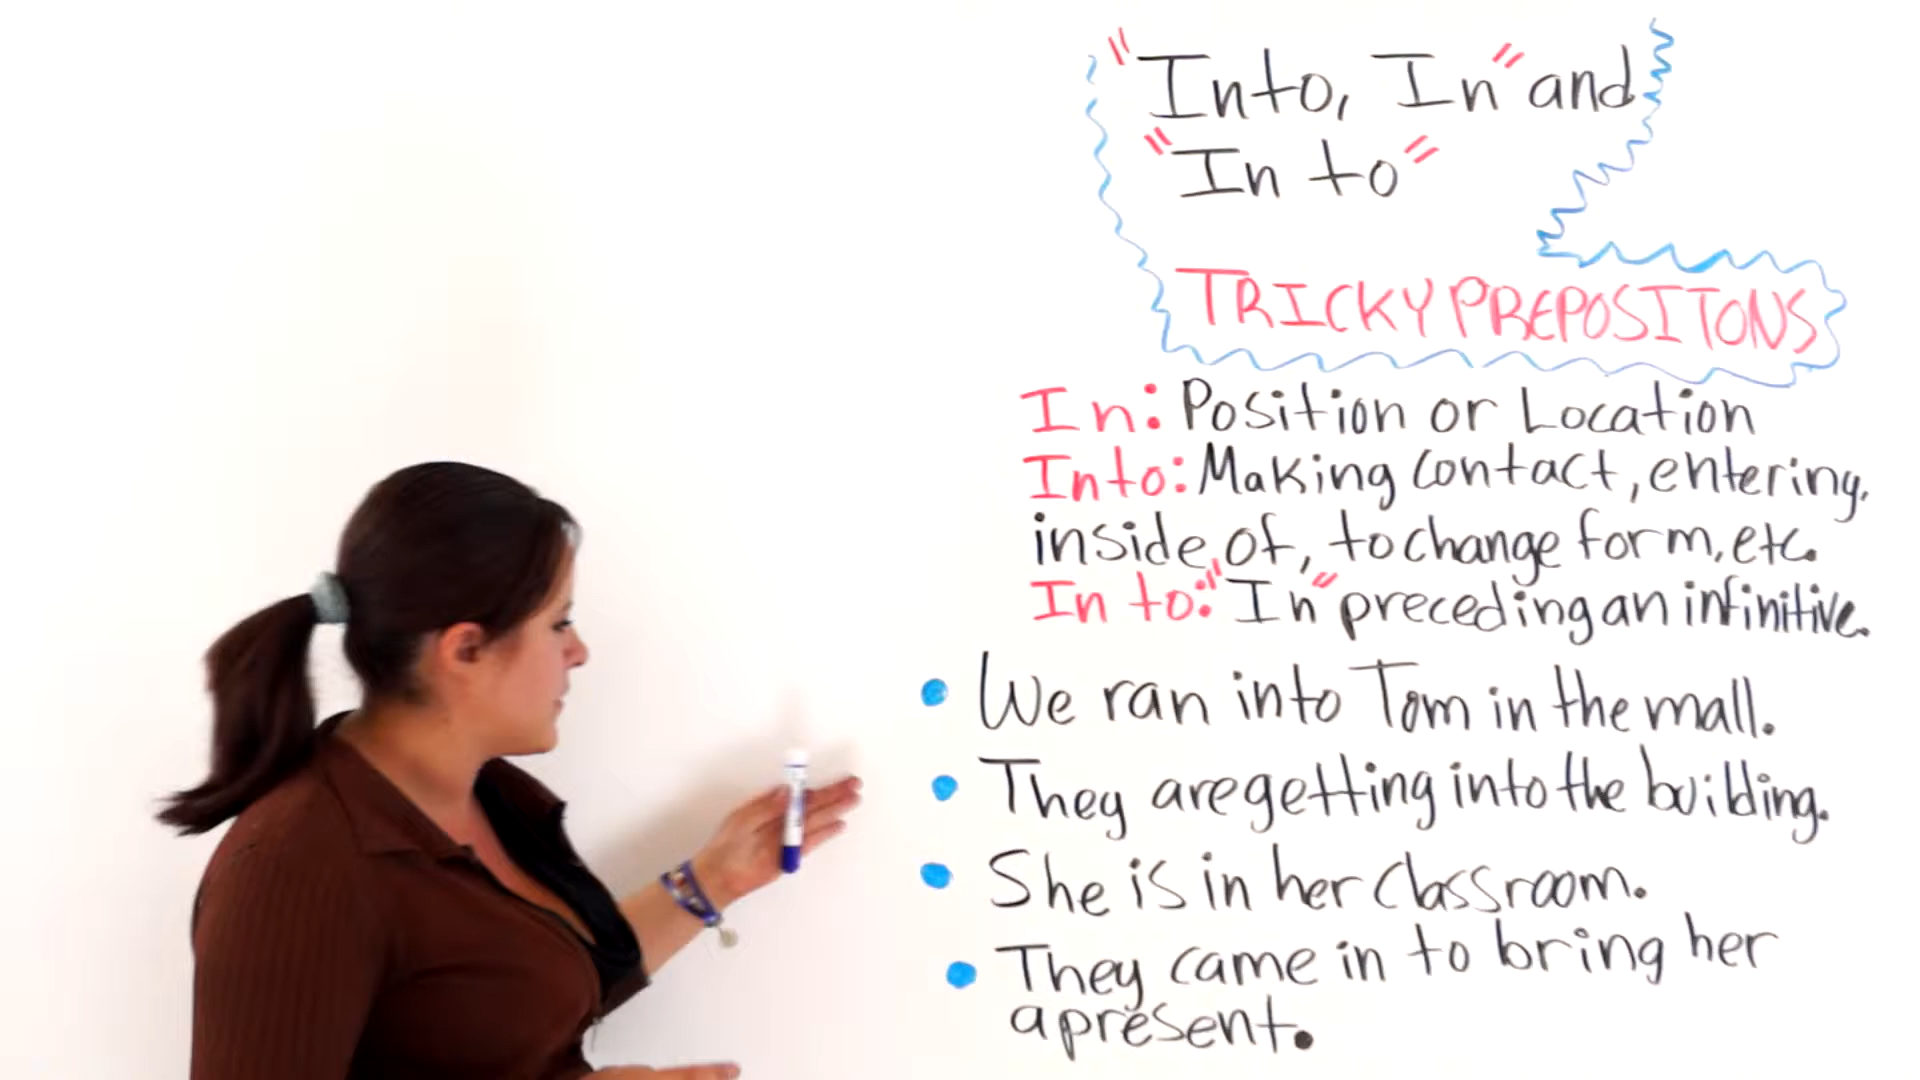 "Into, In" and
"In to"
TRICKY PREPOSITONS
In: Position or Location
Into: Making contact, entering,
inside of, to change form, etc.
In to: "In" preceding an infinitive.
• We ran into Tom in the mall.
• They are getting into the building.
• She is in her classroom.
• They came in to bring her
a present.